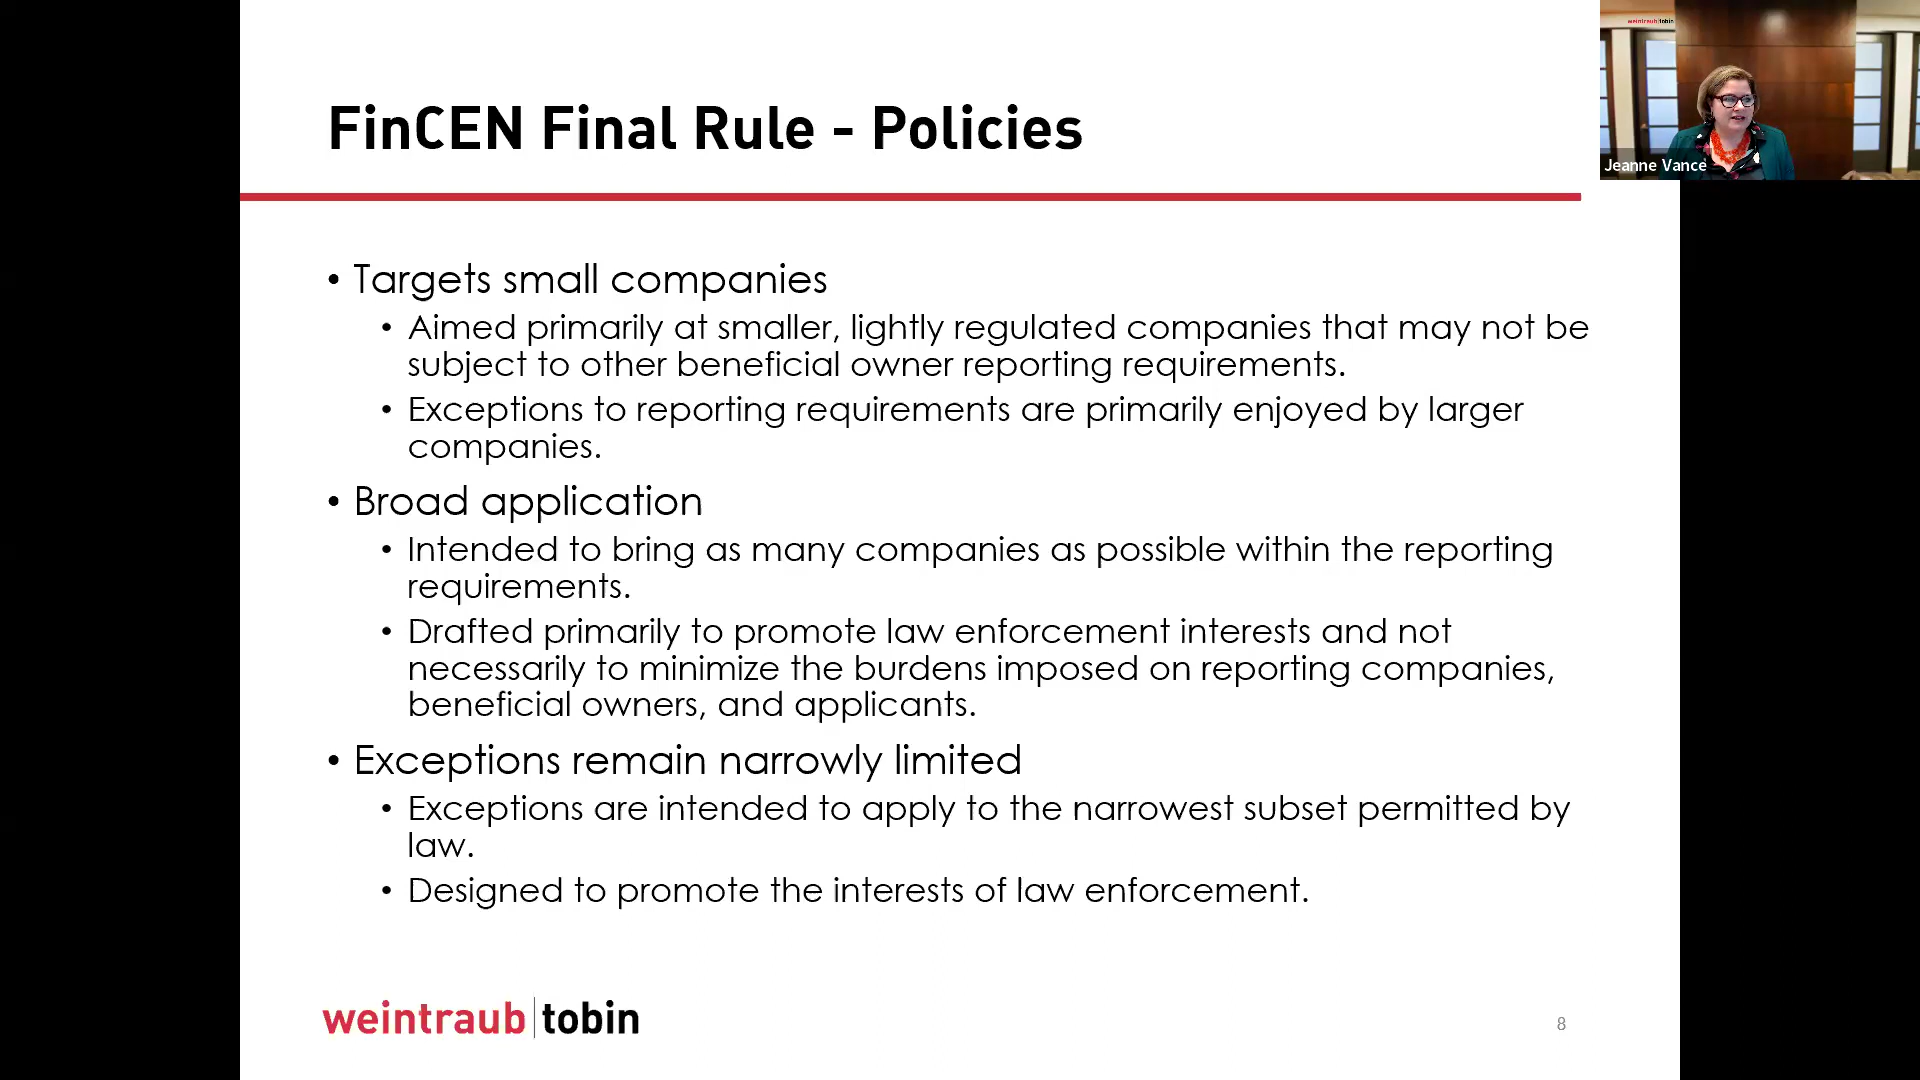 weintraub tobin
Jeanne Vance
FinCEN Final Rule - Policies
• Targets small companies
• Aimed primarily at smaller, lightly regulated companies that may not be
subject to other beneficial owner reporting requirements.
• Exceptions to reporting requirements are primarily enjoyed by larger
companies.
• Broad application
• Intended to bring as many companies as possible within the reporting
requirements.
• Drafted primarily to promote law enforcement interests and not
necessarily to minimize the burdens imposed on reporting companies,
beneficial owners, and applicants.
• Exceptions remain narrowly limited
• Exceptions are intended to apply to the narrowest subset permitted by
law.
• Designed to promote the interests of law enforcement.
weintraub tobin
8